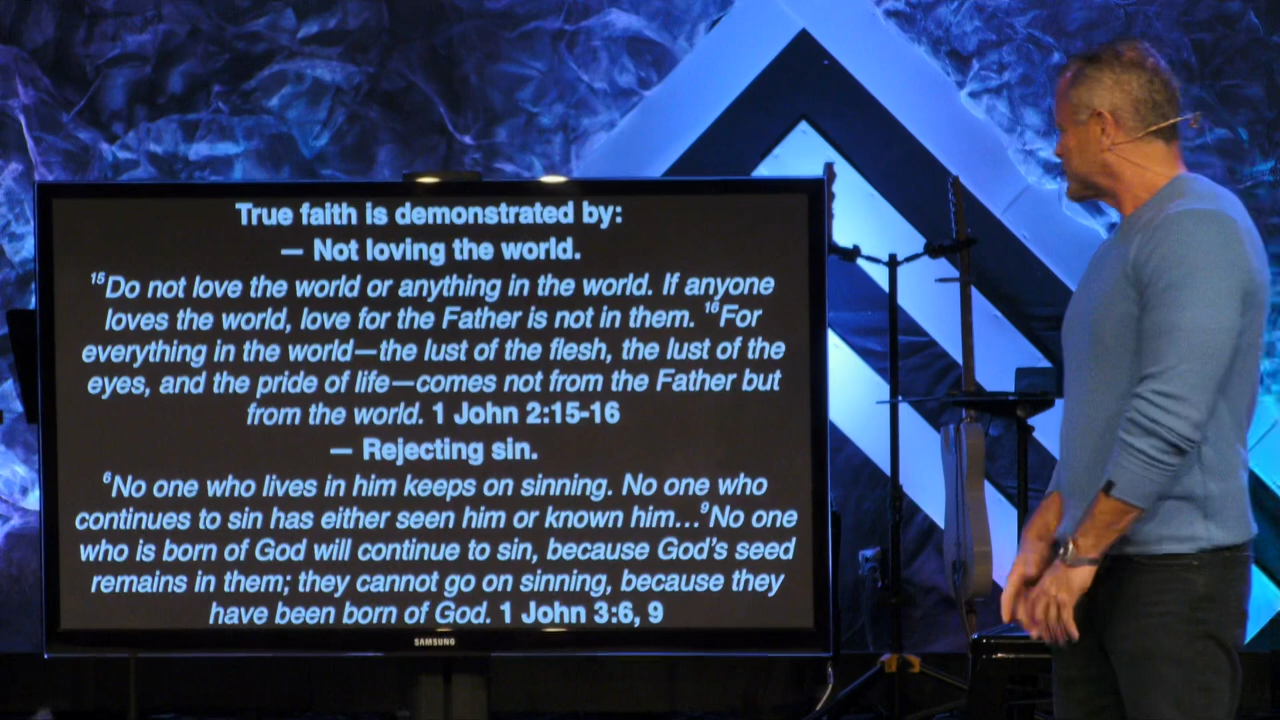 True faith is demonstrated by:
— Not loving the world.
¹⁵Do not love the world or anything in the world. If anyone
loves the world, love for the Father is not in them. ¹⁶For
everything in the world—the lust of the flesh, the lust of the
eyes, and the pride of life—comes not from the Father but
from the world. 1 John 2:15-16
— Rejecting sin.
⁶No one who lives in him keeps on sinning. No one who
continues to sin has either seen him or known him…⁹No one
who is born of God will continue to sin, because God’s seed
remains in them; they cannot go on sinning, because they
have been born of God. 1 John 3:6, 9
SAMSUNG